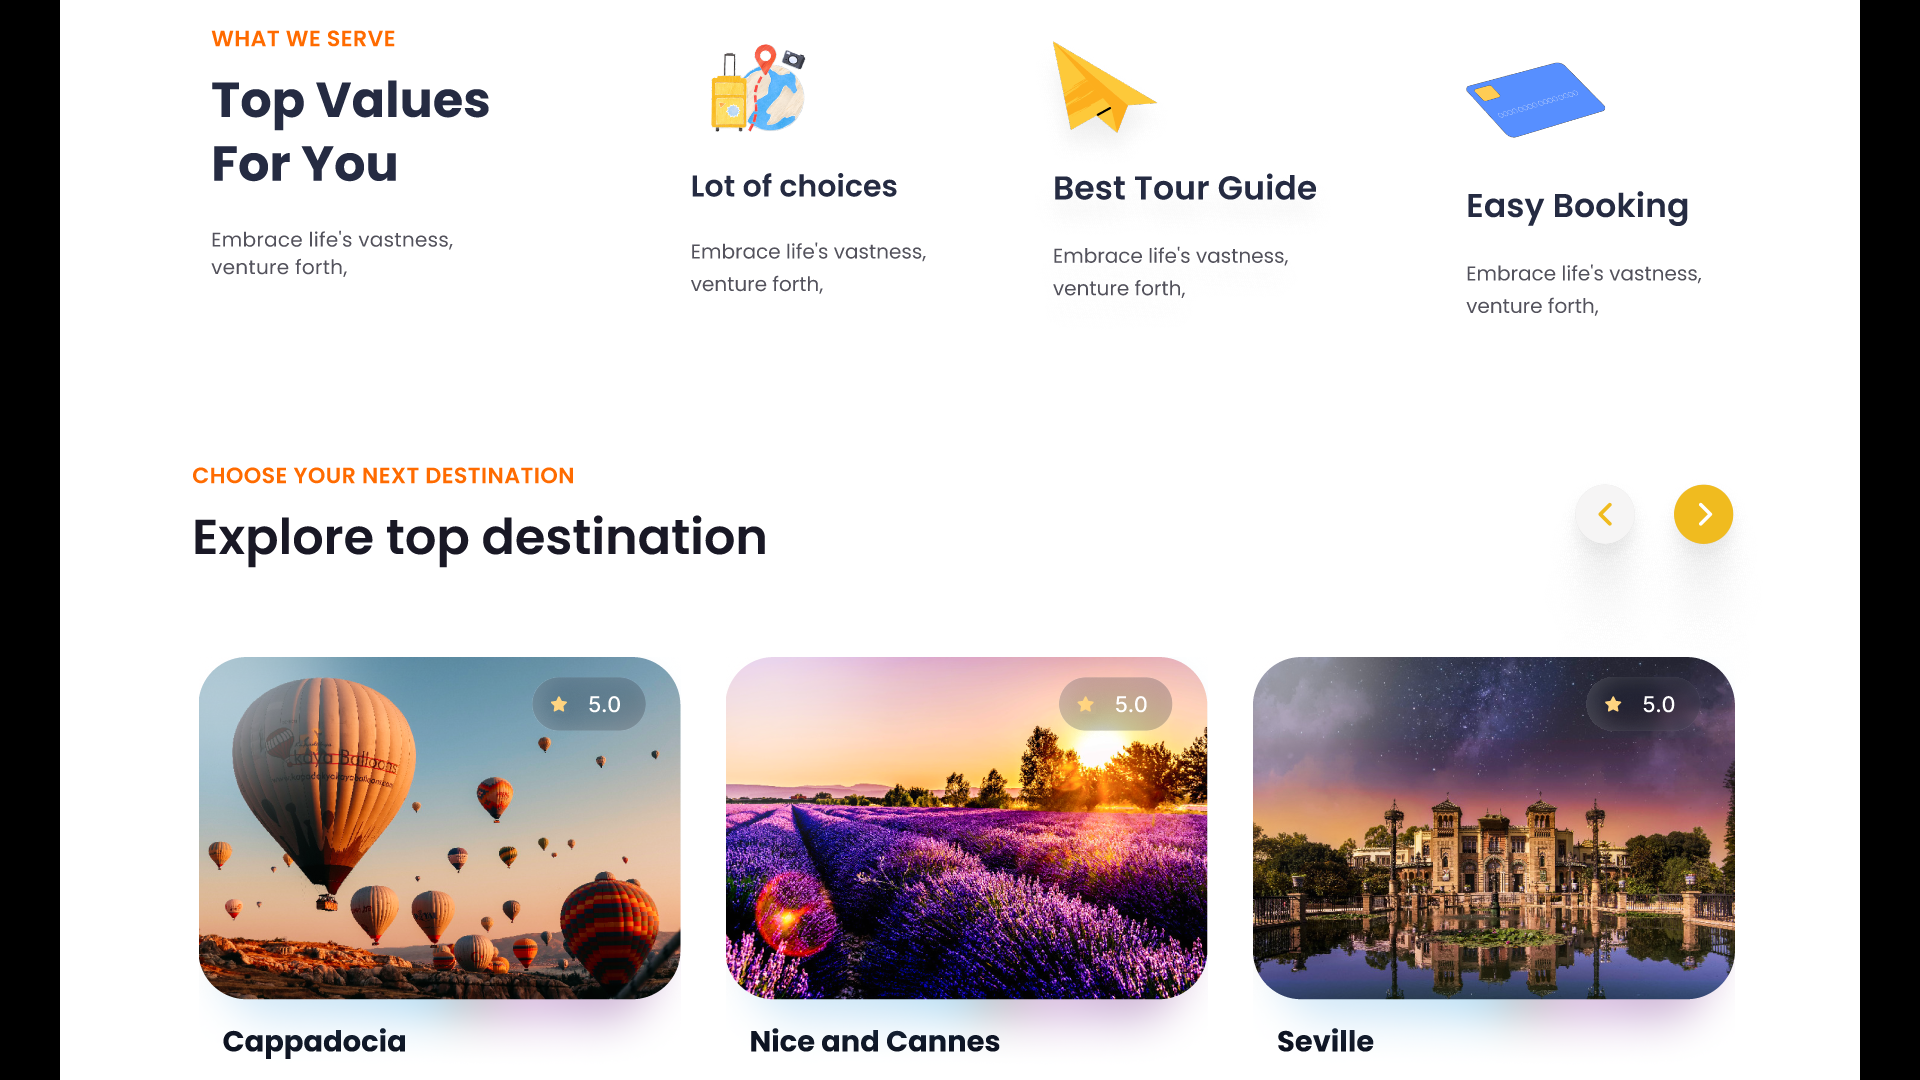 WHAT WE SERVE
Top Values
For You
Embrace life's vastness,
venture forth,
Lot of choices
Embrace life's vastness,
venture forth,
Best Tour Guide
Embrace life's vastness,
venture forth,
Easy Booking
Embrace life's vastness,
venture forth,
CHOOSE YOUR NEXT DESTINATION
Explore top destination
5.0
kaya Balloons
5.0
5.0
Cappadocia
Nice and Cannes
Seville